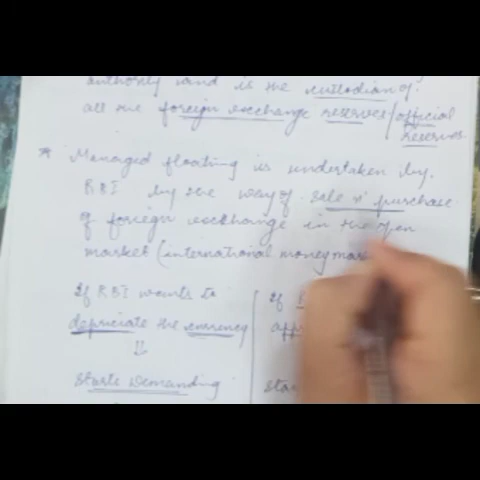 authority and is the custodian of
all the foreign exchange reserves/official
reserves
* Managed floating is undertaken by
RBI by the way of sale n' purchase
of foreign exchange in the open
market (international money
If RBI wants to
depriciate the currency
⇓
Starts Demanding
If